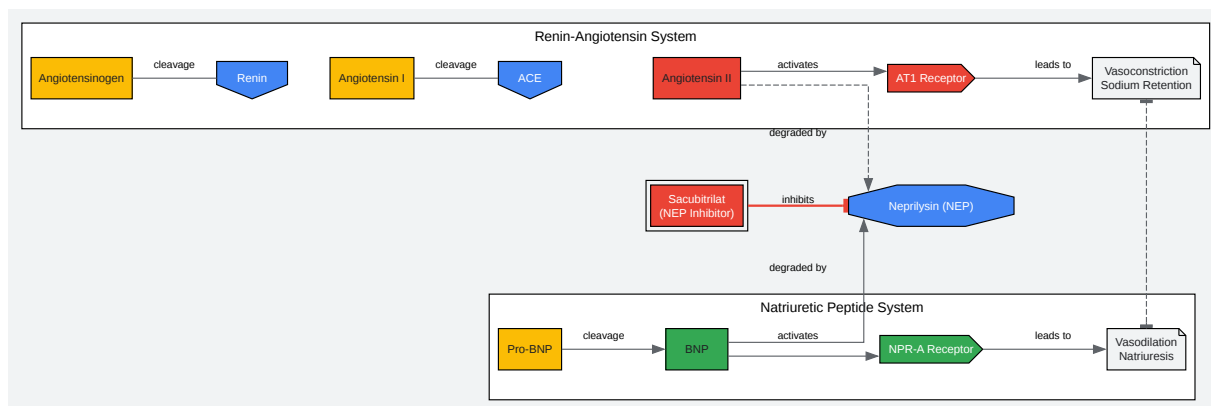 Renin-Angiotensin System
Angiotensinogen
cleavage
Renin
Angiotensin I
cleavage
ACE
Angiotensin II
activates
AT1 Receptor
leads to
Vasoconstriction
Sodium Retention
degraded by
Sacubitrilat
(NEP Inhibitor)
inhibits
Neprilysin (NEP)
degraded by
Natriuretic Peptide System
Pro-BNP
cleavage
BNP
activates
NPR-A Receptor
leads to
Vasodilation
Natriuresis